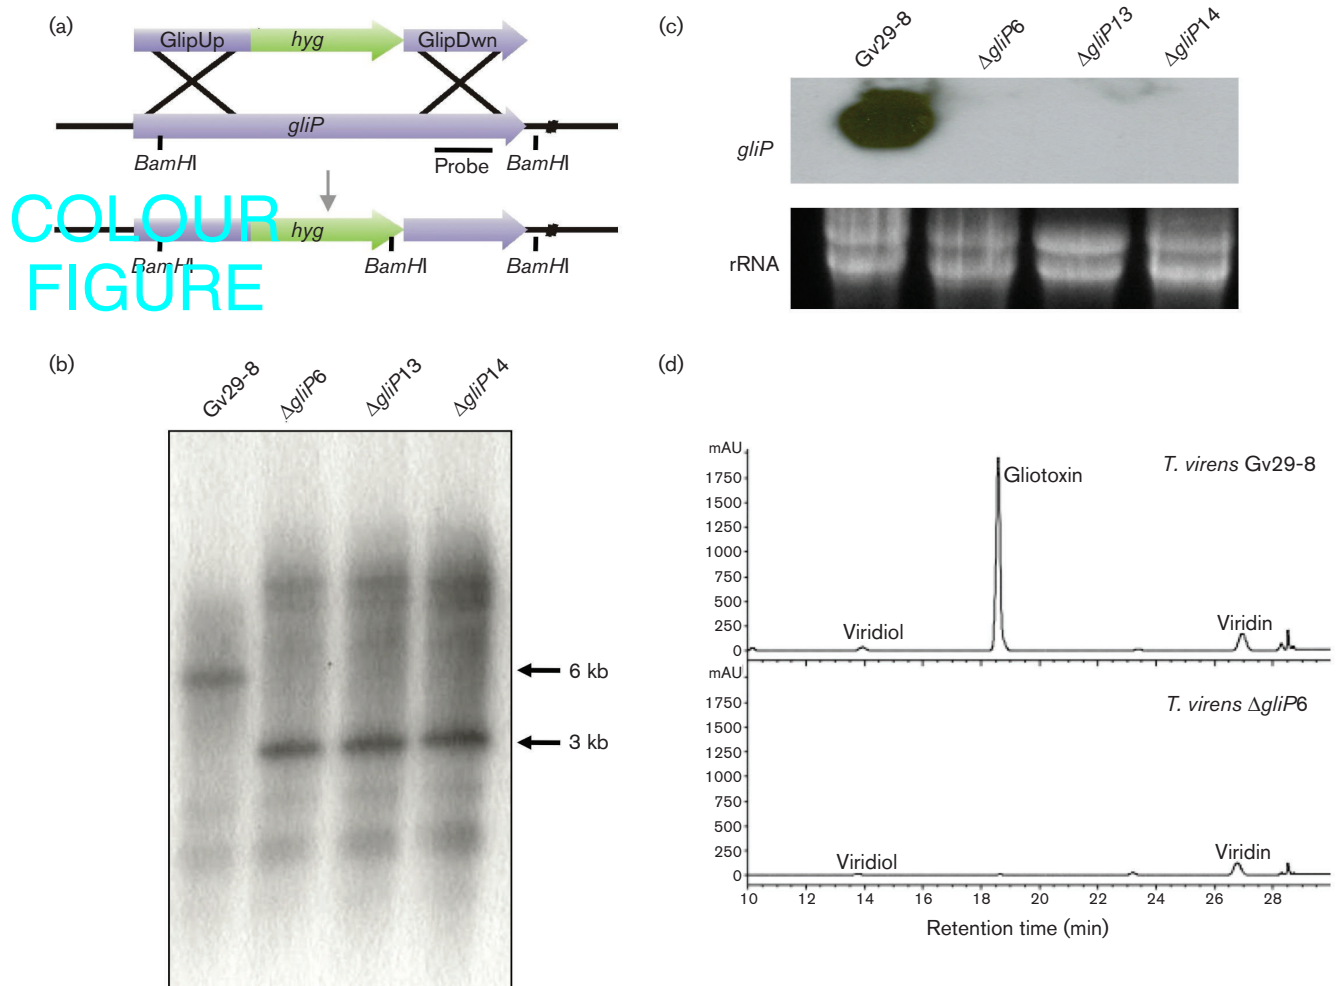 (a)
GlipUp hyg GlipDwn
gliP
BamHI Probe BamHI
COLOUR
FIGURE
hyg
BamHI BamHI BamHI
(b)
Gv29-8 ΔgliP6 ΔgliP13 ΔgliP14
6 kb
3 kb
(c)
Gv29-8 ΔgliP6 ΔgliP13 ΔgliP14
gliP
rRNA
(d)
mAU
1750
1500
1250
1000
750
500
250
0
T. virens Gv29-8
Gliotoxin
Viridiol
Viridin
mAU
1750
1500
1250
1000
750
500
250
0
T. virens ΔgliP6
Viridiol
Viridin
10 12 14 16 18 20 22 24 26 28
Retention time (min)